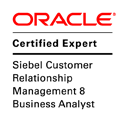 ORACLE®
Certified Expert
Siebel Customer
Relationship
Management 8
Business Analyst